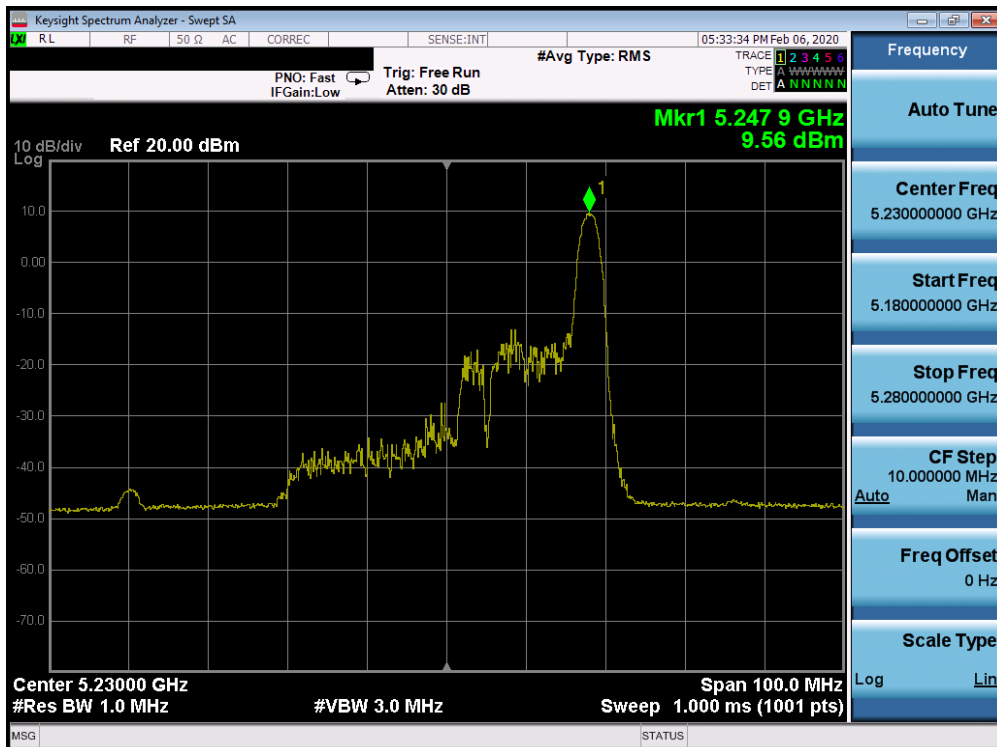 Keysight Spectrum Analyzer - Swept SA
LXI RL RF 50 Ω AC CORREC SENSE:INT 05:33:34 PM Feb 06, 2020
PNO: Fast
IFGain:Low
Trig: Free Run
Atten: 30 dB
#Avg Type: RMS
TRACE 1 2 3 4 5 6
TYPE A WWWWW
DET A N N N N N
Mkr1 5.247 9 GHz
9.56 dBm
10 dB/div Ref 20.00 dBm
Log
1
10.0
0.00
-10.0
-20.0
-30.0
-40.0
-50.0
-60.0
-70.0
Center 5.23000 GHz Span 100.0 MHz
#Res BW 1.0 MHz #VBW 3.0 MHz Sweep 1.000 ms (1001 pts)
MSG STATUS
Frequency
Auto Tune
Center Freq
5.230000000 GHz
Start Freq
5.180000000 GHz
Stop Freq
5.280000000 GHz
CF Step
10.000000 MHz
Auto Man
Freq Offset
0 Hz
Scale Type
Log Lin